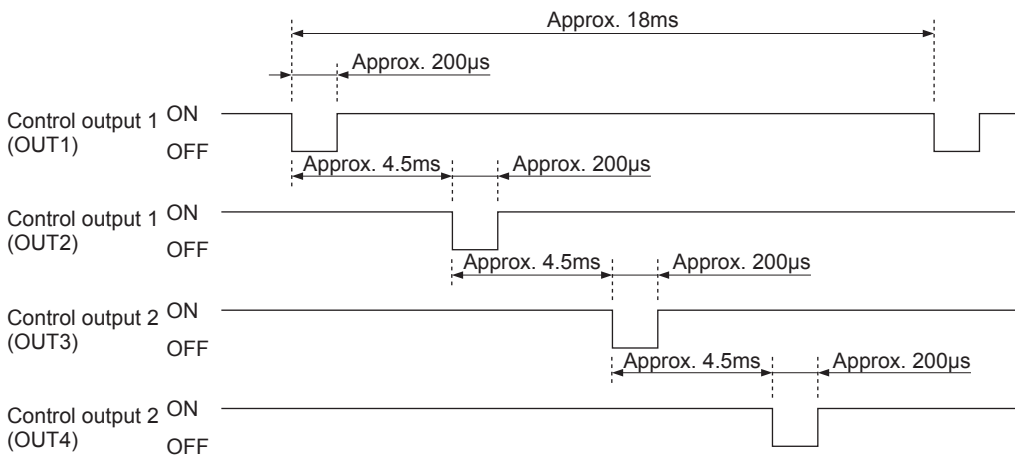 Approx. 18ms
Approx. 200µs
Control output 1 ON
(OUT1)
OFF
Approx. 4.5ms Approx. 200µs
Control output 1 ON
(OUT2)
OFF
Approx. 4.5ms Approx. 200µs
Control output 2 ON
(OUT3)
OFF
Approx. 4.5ms Approx. 200µs
Control output 2 ON
(OUT4)
OFF